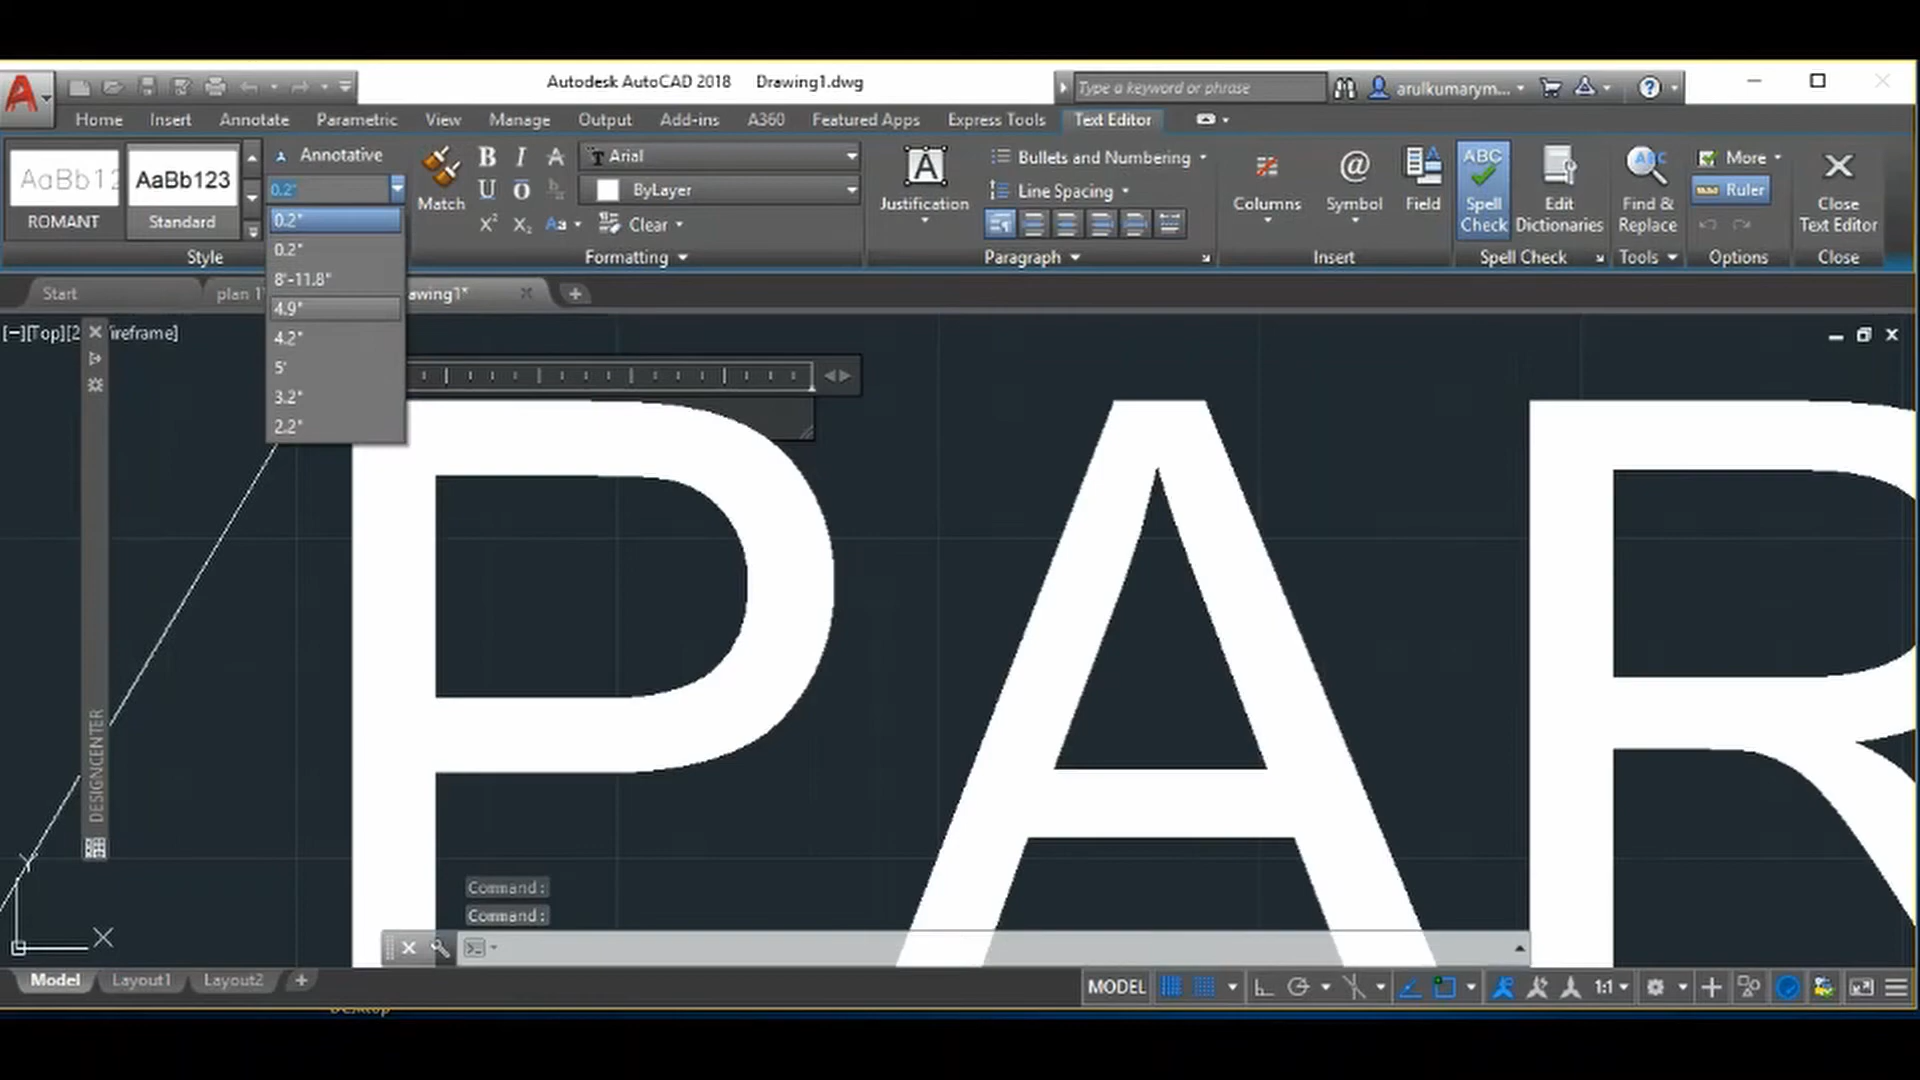 Autodesk AutoCAD 2018 Drawing1.dwg
Type a keyword or phrase
arulkumarym...
Home Insert Annotate Parametric View Manage Output Add-ins A360 Featured Apps Express Tools Text Editor
AaBb12 AaBb123
ROMANT Standard
Style
Annotative
0.2"
0.2"
0.2"
8'-11.8"
4.9"
4.2"
5'
3.2"
2.2"
Match
B I A
U O
X² X₂ Aa
Arial
ByLayer
Clear
Formatting
A
Justification
Bullets and Numbering
Line Spacing
Paragraph
Columns
@
Symbol
Field
Insert
ABC
Spell Check
Edit Dictionaries
Spell Check
ABC
Find & Replace
Tools
More
Ruler
Options
Close Text Editor
Close
Start plan 1 awing1*
[−][Top][2 ireframe]
PAR
DESIGNCENTER
Y
X
Command:
Command:
Model Layout1 Layout2 +
MODEL 1:1